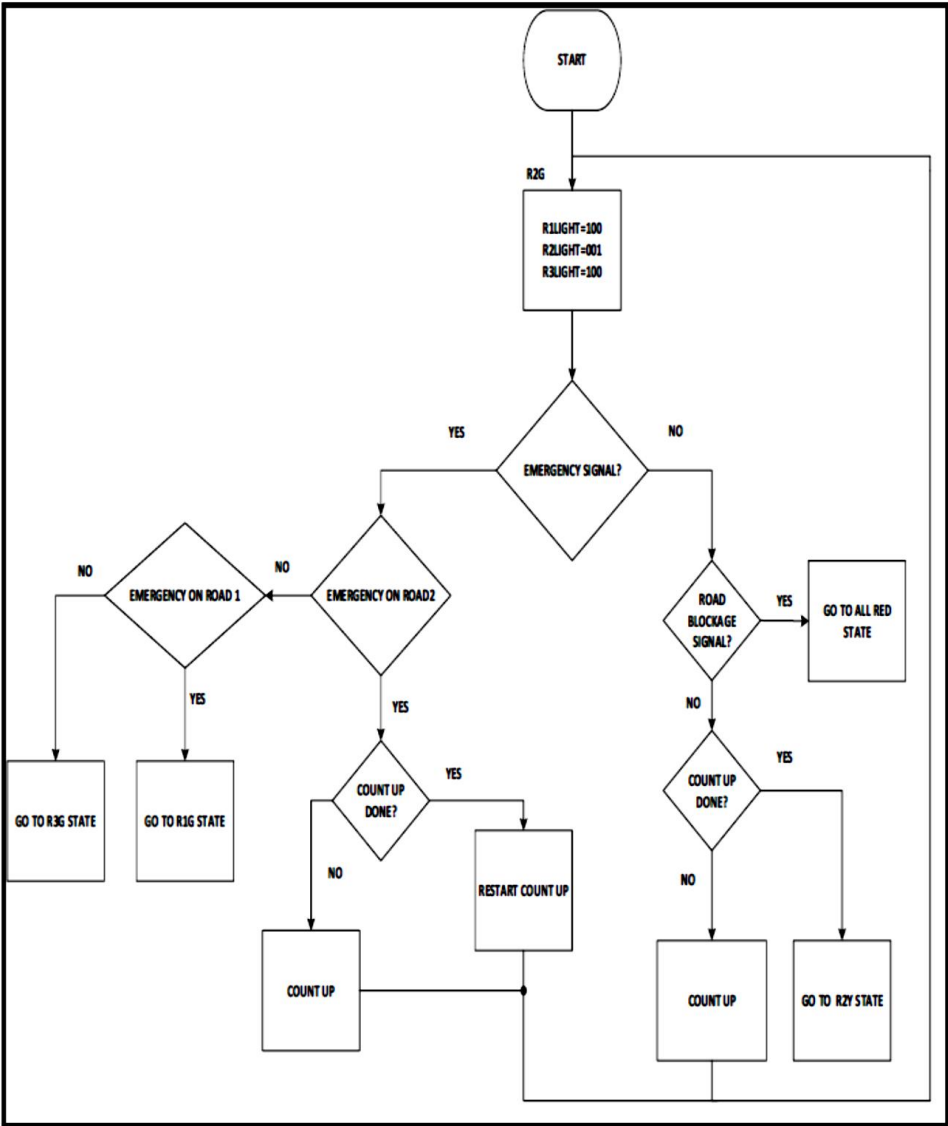 START
R2G
R1LIGHT=100
R2LIGHT=001
R3LIGHT=100
YES
NO
EMERGENCY SIGNAL?
NO
EMERGENCY ON ROAD 1
NO
EMERGENCY ON ROAD2
ROAD
BLOCKAGE
SIGNAL?
YES
GO TO ALL RED
STATE
YES
YES
NO
GO TO R3G STATE
GO TO R1G STATE
COUNT UP
DONE?
YES
COUNT UP
DONE?
YES
NO
RESTART COUNT UP
NO
COUNT UP
COUNT UP
GO TO R2Y STATE